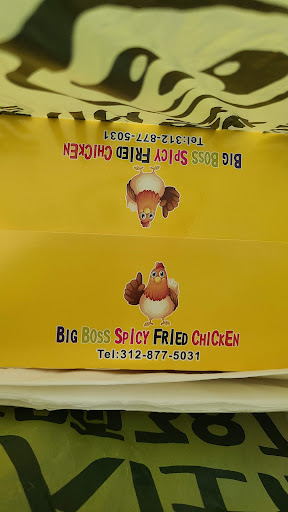 Tel:312-877-5031
BIG BOSS SPICY FRIED CHICKEN
BIG BOSS SPICY FRIED CHICKEN
Tel:312-877-5031